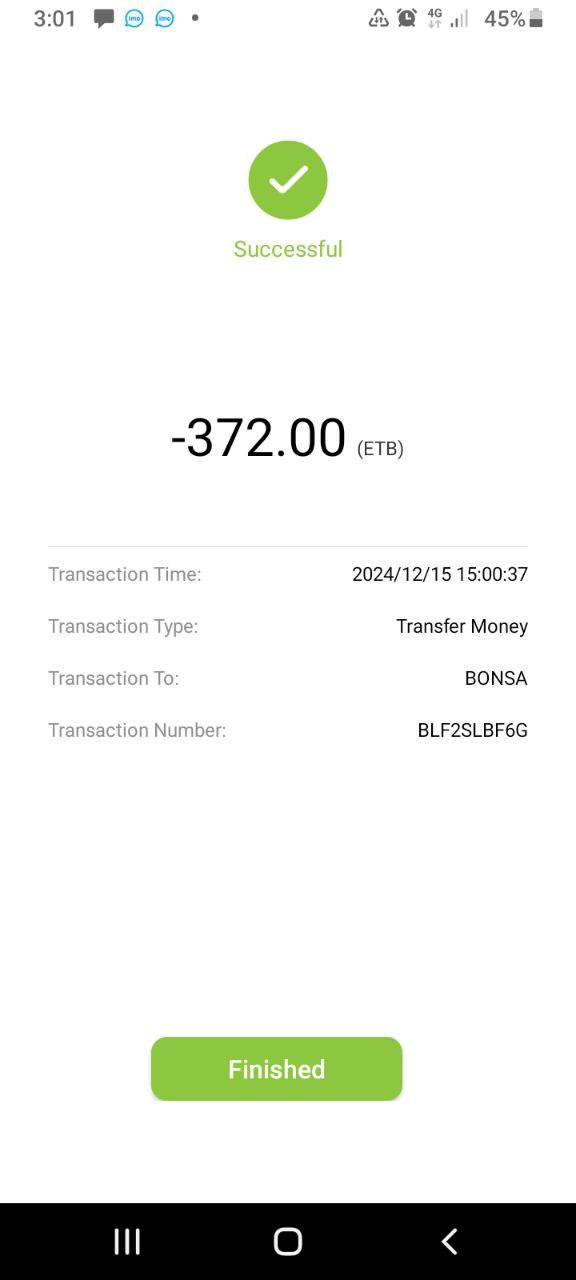 3:01 imo imo 4G 45%
Successful
-372.00 (ETB)
Transaction Time: 2024/12/15 15:00:37
Transaction Type: Transfer Money
Transaction To: BONSA
Transaction Number: BLF2SLBF6G
Finished